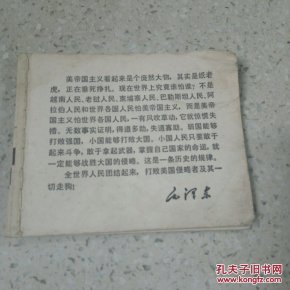 美帝国主义看起来是个庞然大物，其实是纸老
虎，正在垂死挣扎。现在世界上究竟谁怕谁？不是
越南人民、老挝人民、柬埔寨人民、巴勒斯坦人民、阿
拉伯人民和世界各国人民怕美帝国主义，而是美帝
国主义怕世界各国人民，一有风吹草动，它就惊慌失
措。无数事实证明，得道多助，失道寡助。弱国能够
打败强国，小国能够打败大国。小国人民只要敢于
起来斗争，敢于拿起武器，掌握自己国家的命运，就
一定能够战胜大国的侵略。这是一条历史的规律。
全世界人民团结起来，打败美国侵略者及其一
切走狗！
毛泽东
孔夫子旧书网